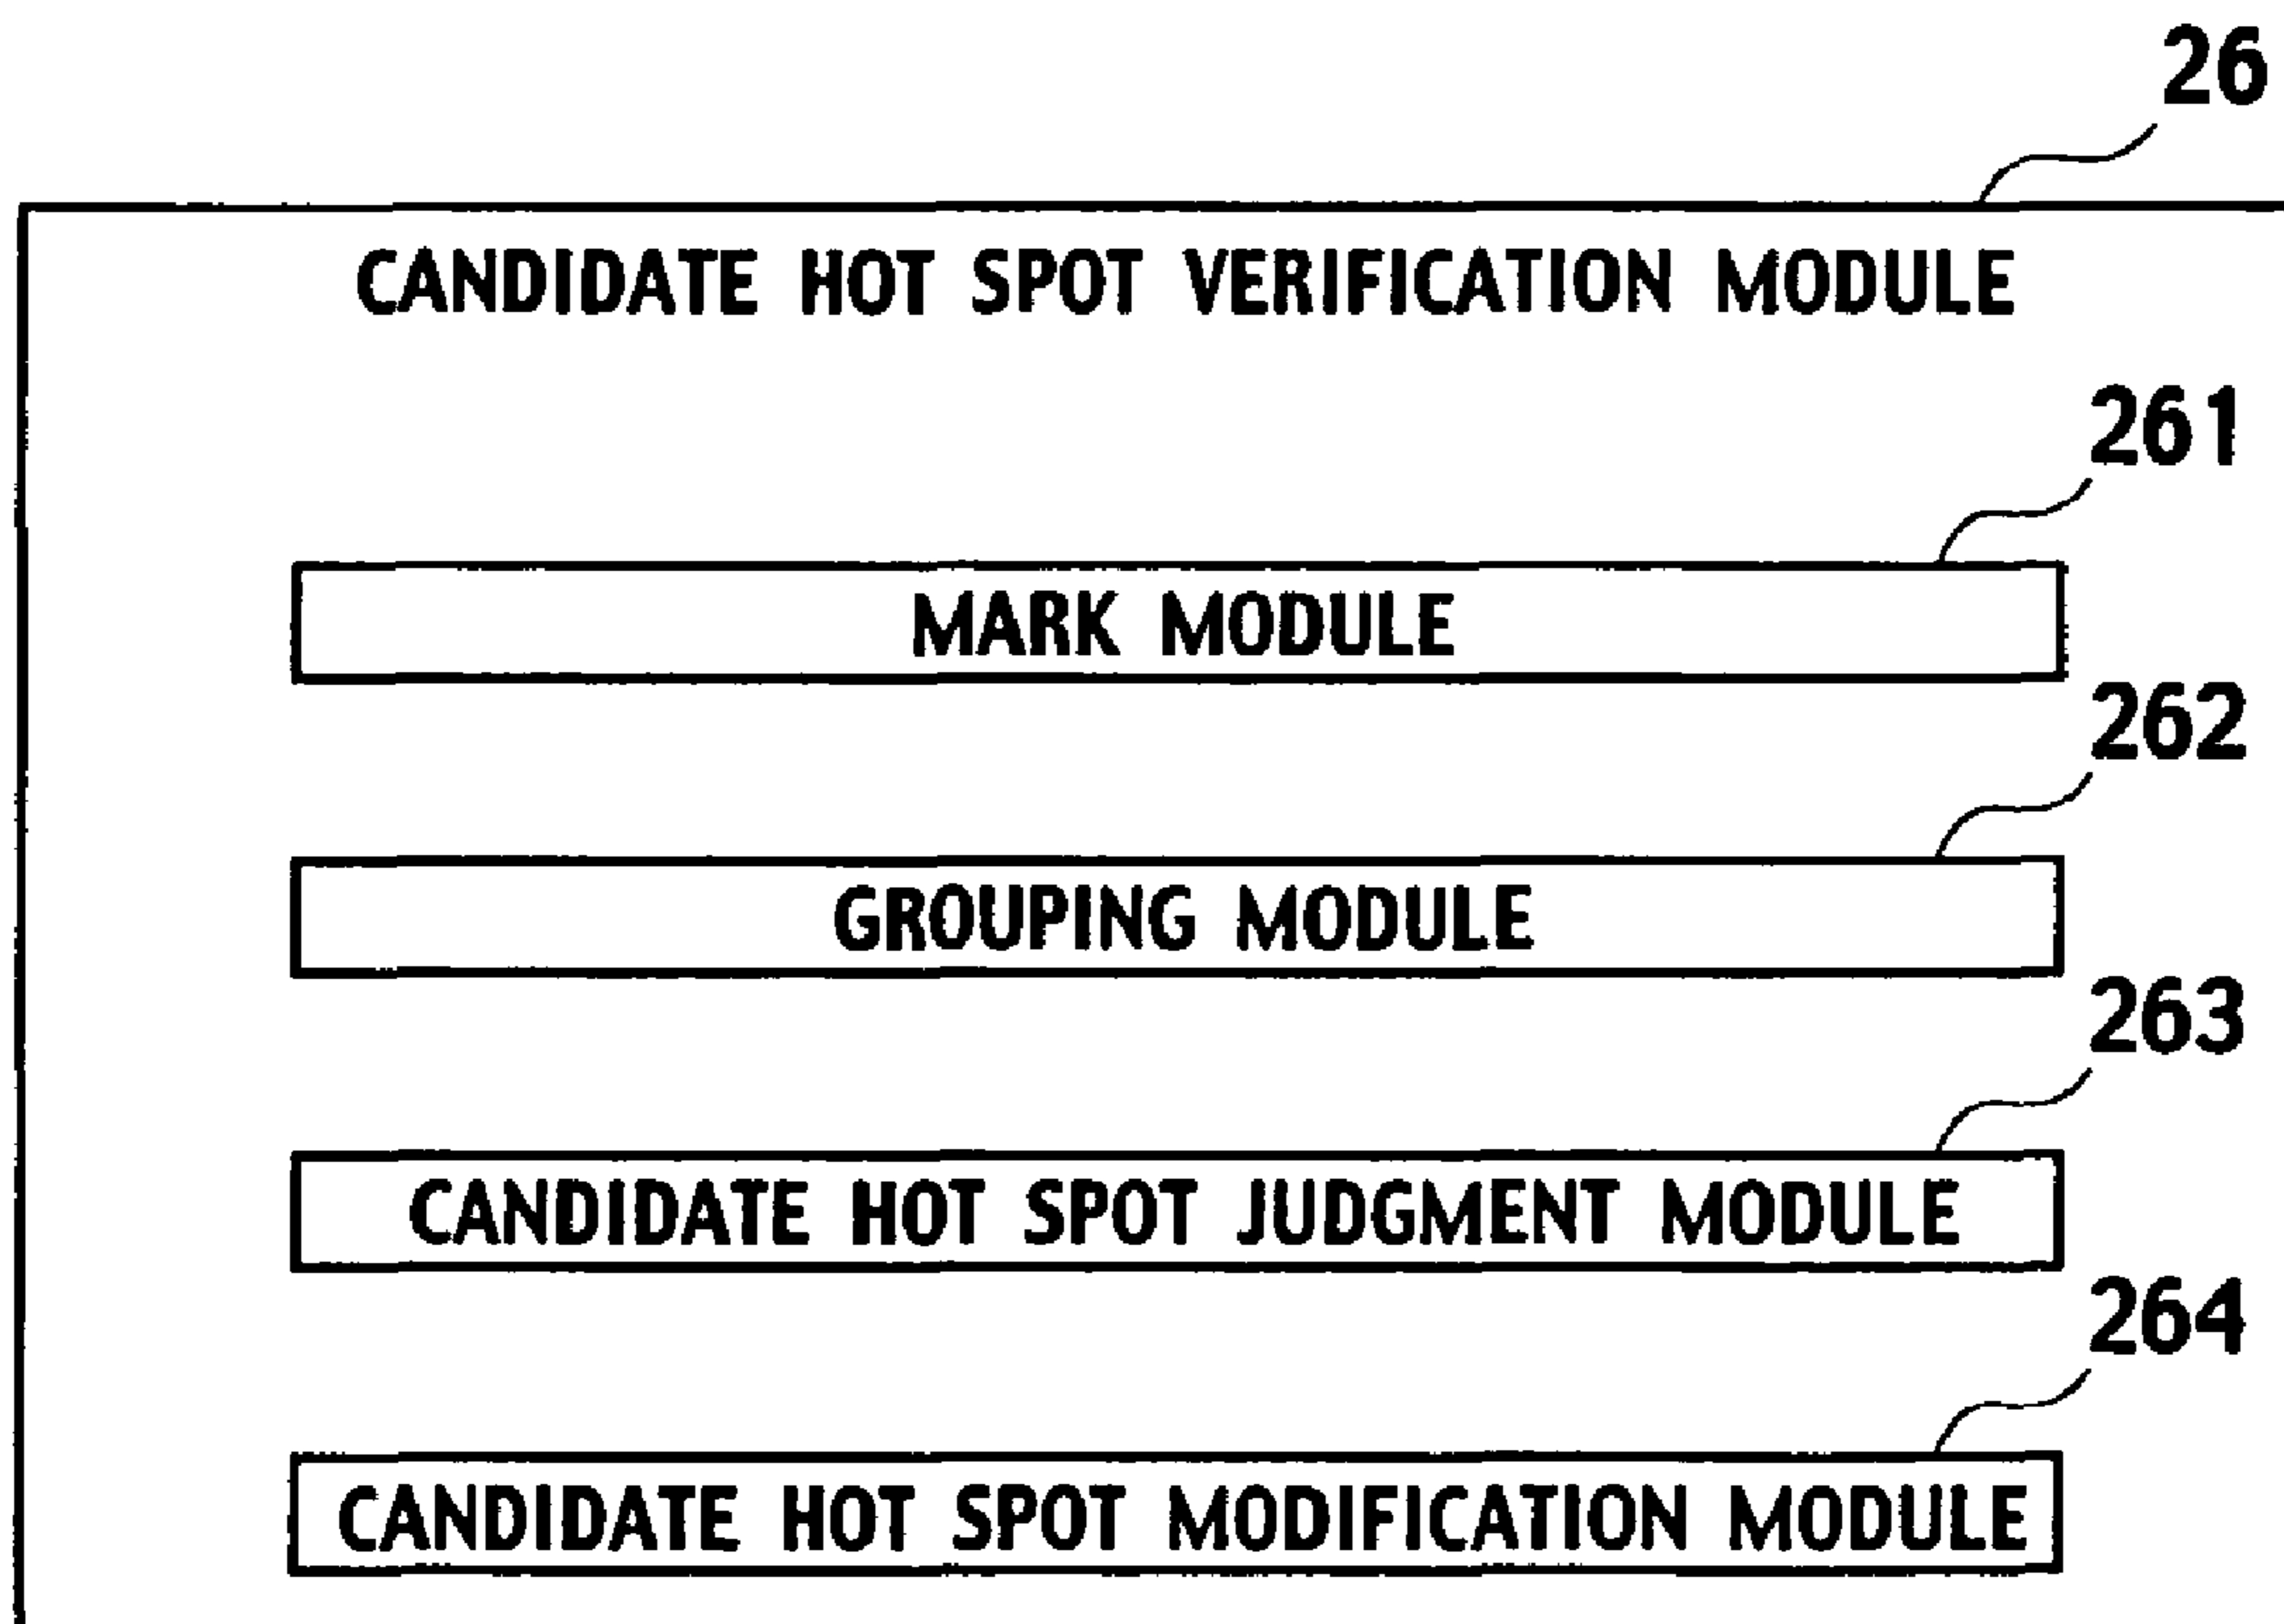 26
CANDIDATE HOT SPOT VERIFICATION MODULE
261
MARK MODULE
262
GROUPING MODULE
263
CANDIDATE HOT SPOT JUDGMENT MODULE
264
CANDIDATE HOT SPOT MODIFICATION MODULE